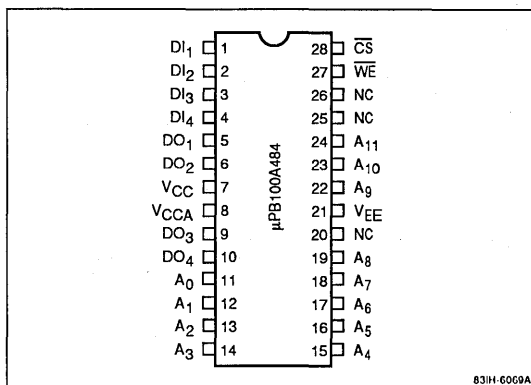 DI1 1 28 CS
DI2 2 27 WE
DI3 3 26 NC
DI4 4 25 NC
DO1 5 24 A11
DO2 6 23 A10
VCC 7 22 A9
VCCA 8 21 VEE
DO3 9 20 NC
DO4 10 19 A8
A0 11 18 A7
A1 12 17 A6
A2 13 16 A5
A3 14 15 A4
μPB100A484
83IH-6069A